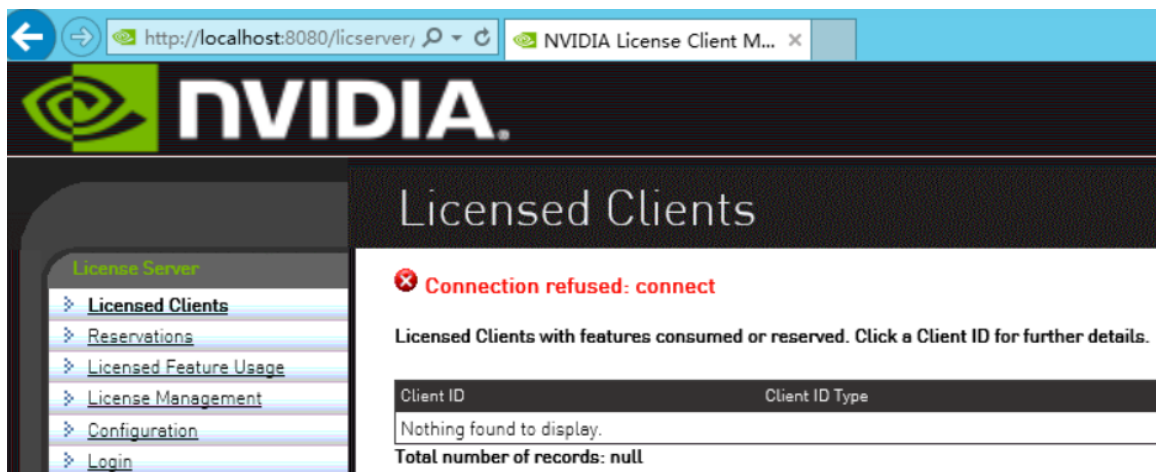 http://localhost:8080/licserver/
NVIDIA License Client M...
NVIDIA.
Licensed Clients
License Server
Licensed Clients
Reservations
Licensed Feature Usage
License Management
Configuration
Login
Connection refused: connect
Licensed Clients with features consumed or reserved. Click a Client ID for further details.
Client ID Client ID Type
Nothing found to display.
Total number of records: null